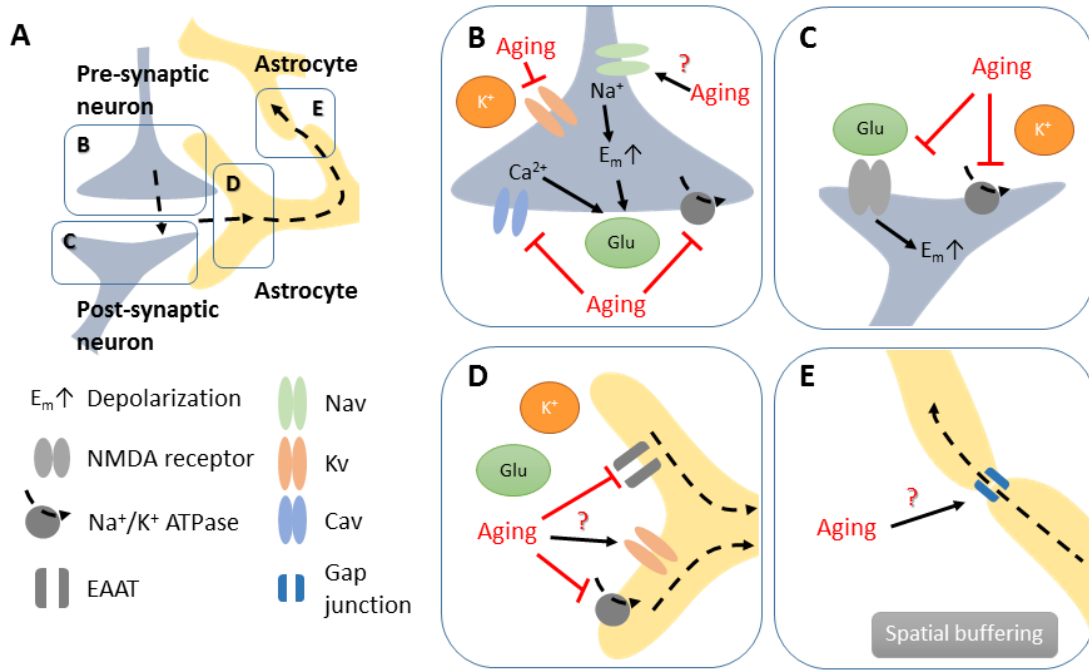 A
Pre-synaptic
neuron
Astrocyte
E
B
D
C
Astrocyte
Post-synaptic
neuron
Eₘ↑ Depolarization
NMDA receptor
Na⁺/K⁺ ATPase
EAAT
Nav
Kv
Cav
Gap
junction
B
Aging
K⁺
?
Aging
Na⁺
Eₘ↑
Ca²⁺
Glu
Aging
C
Aging
Glu
K⁺
Eₘ↑
D
K⁺
Glu
Aging
?
E
?
Aging
Spatial buffering